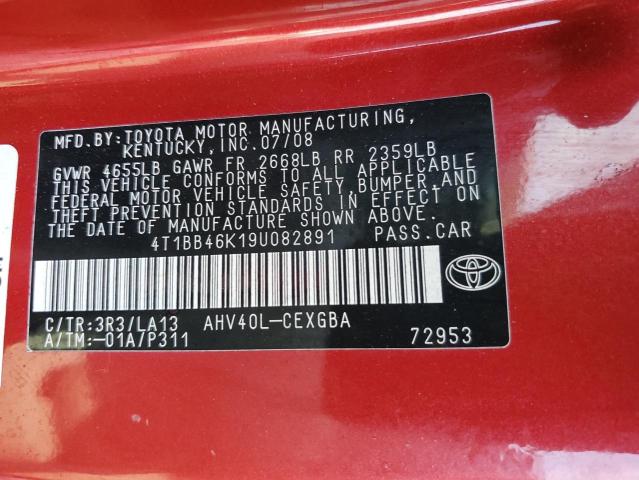 MFD.BY:TOYOTA MOTOR MANUFACTURING,
KENTUCKY, INC.07/08
GVWR 4655LB GAWR FR 2668LB RR 2359LB
THIS VEHICLE CONFORMS TO ALL APPLICABLE
FEDERAL MOTOR VEHICLE SAFETY, BUMPER, AND
THEFT PREVENTION STANDARDS IN EFFECT ON
THE DATE OF MANUFACTURE SHOWN ABOVE.
4T1BB46K19U082891 PASS.CAR
C/TR:3R3/LA13 AHV40L-CEXGBA
A/TM:-01A/P311 72953